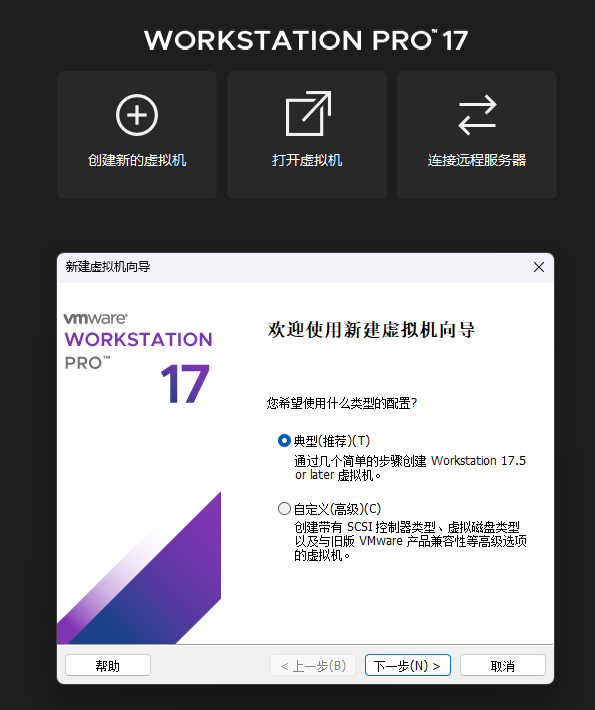 WORKSTATION PRO™ 17
创建新的虚拟机
打开虚拟机
连接远程服务器
新建虚拟机向导
vmware
WORKSTATION
PRO™
17
欢迎使用新建虚拟机向导
您希望使用什么类型的配置?
典型(推荐)(T)
通过几个简单的步骤创建 Workstation 17.5
or later 虚拟机。
自定义(高级)(C)
创建带有 SCSI 控制器类型、虚拟磁盘类型
以及与旧版 VMware 产品兼容性等高级选项
的虚拟机。
帮助
< 上一步(B)
下一步(N) >
取消